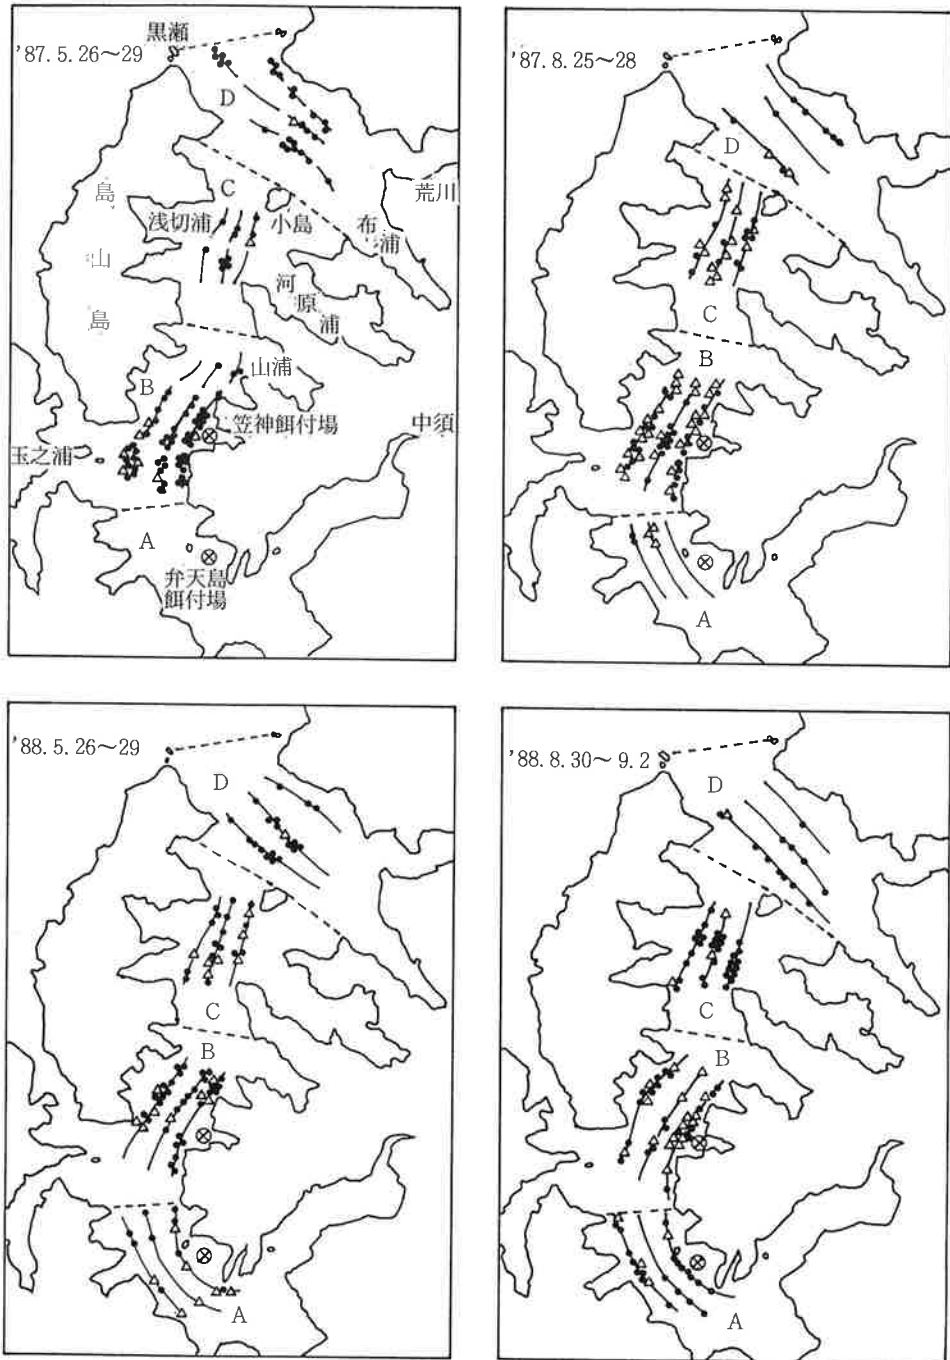 黒瀬
'87.5.26〜29
D
C
荒川
島山島
浅切浦
小島
布浦
河原浦
山浦
B
笠神餌付場
中須
玉之浦
A
弁天島
餌付場
'87.8.25〜28
D
C
B
A
'88.5.26〜29
D
C
B
A
'88.8.30〜9.2
D
C
B
A